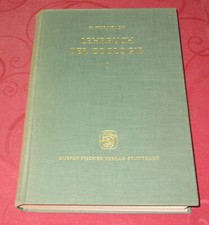 LEHRBUCH
DER ZOOLOGIE
GUSTAV FISCHER VERLAG STUTTGART